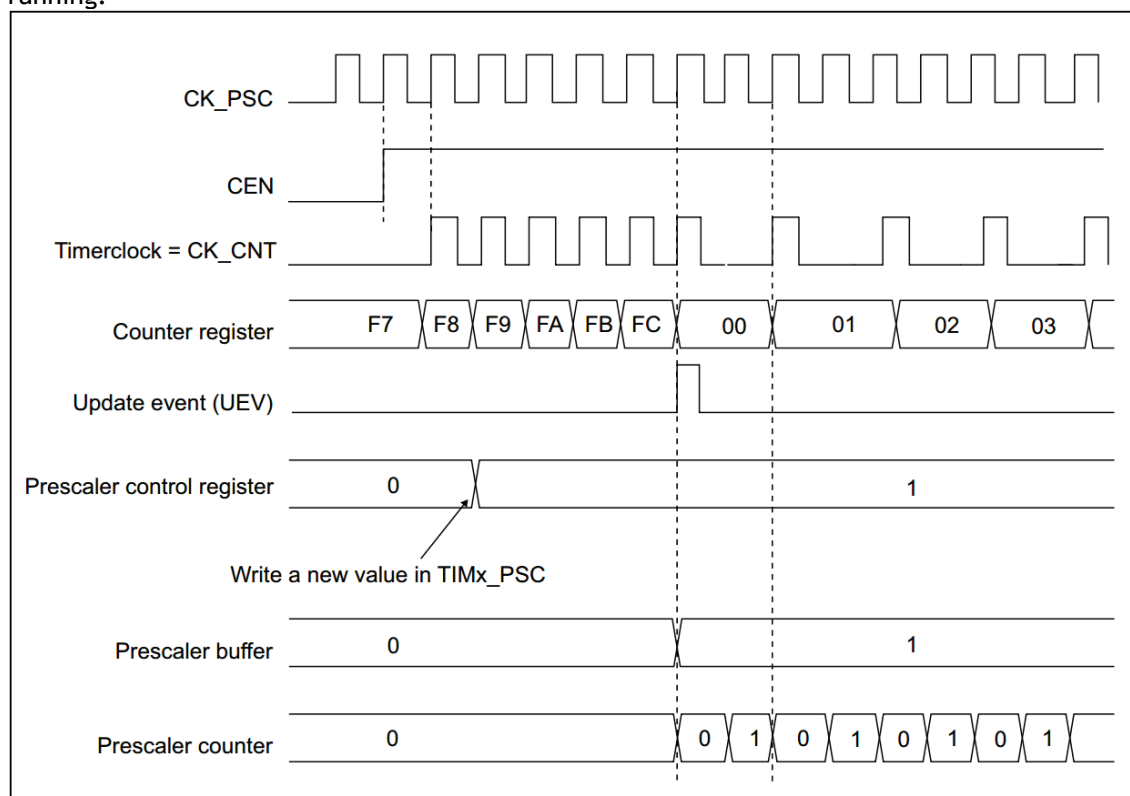 running.
CK_PSC
CEN
Timerclock = CK_CNT
Counter register F7 F8 F9 FA FB FC 00 01 02 03
Update event (UEV)
Prescaler control register 0 1
Write a new value in TIMx_PSC
Prescaler buffer 0 1
Prescaler counter 0 0 1 0 1 0 1 0 1